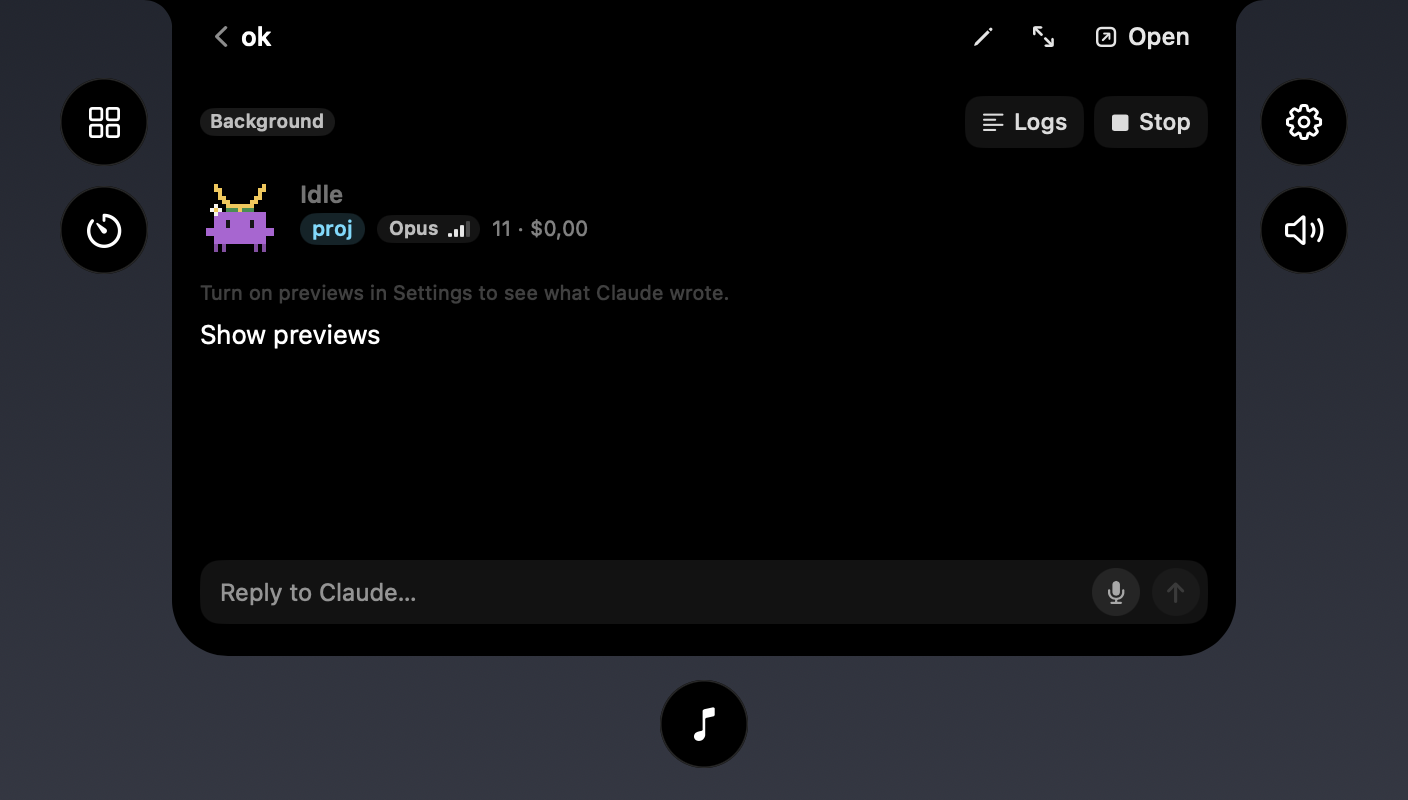 ok
Open
Background
Logs
Stop
Idle
proj
Opus
11 · $0,00
Turn on previews in Settings to see what Claude wrote.
Show previews
Reply to Claude...